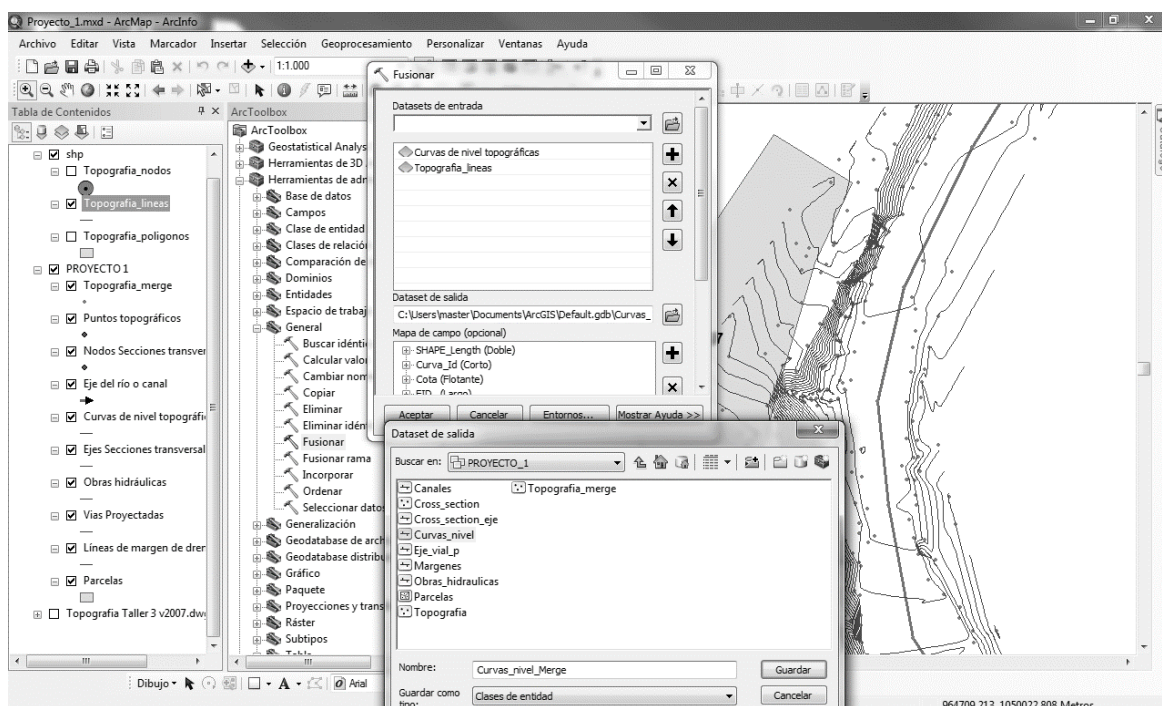 Proyecto_1.mxd - ArcMap - ArcInfo
Archivo Editar Vista Marcador Insertar Selección Geoprocesamiento Personalizar Ventanas Ayuda
1:1.000
Tabla de Contenidos
shp
Topografia_nodos
Topografia_lineas
Topografia_poligonos
PROYECTO1
Topografia_merge
Puntos topográficos
Nodos Secciones transver
Eje del río o canal
Curvas de nivel topográfi
Ejes Secciones transversal
Obras hidráulicas
Vias Proyectadas
Líneas de margen de dren
Parcelas
Topografia Taller 3 v2007.dw
ArcToolbox
ArcToolbox
Geostatistical Analys
Herramientas de 3D
Herramientas de adm
Base de datos
Campos
Clase de entidad
Clases de relació
Comparación de
Dominios
Entidades
Espacio de trabaj
General
Buscar idénti
Calcular valor
Cambiar nom
Copiar
Eliminar
Eliminar idén
Fusionar
Fusionar rama
Incorporar
Ordenar
Seleccionar datos
Generalización
Geodatabase de arch
Geodatabase distribu
Gráfico
Paquete
Proyecciones y trans
Ráster
Subtipos
Tabla
Fusionar
Datasets de entrada
Curvas de nivel topográficas
Topografia_lineas
Dataset de salida
C:\Users\master\Documents\ArcGIS\Default.gdb\Curvas_
Mapa de campo (opcional)
SHAPE_Length (Doble)
Curva_Id (Corto)
Cota (Flotante)
FID_ (Largo)
Aceptar Cancelar Entornos... Mostrar Ayuda >>
7
Dataset de salida
Buscar en: PROYECTO_1
Canales
Cross_section
Cross_section_eje
Curvas_nivel
Eje_vial_p
Margenes
Obras_hidraulicas
Parcelas
Topografia
Topografia_merge
Nombre: Curvas_nivel_Merge Guardar
Guardar como tipo: Clases de entidad Cancelar
Dibujo A Arial
964709,213 1050022,808 Metros